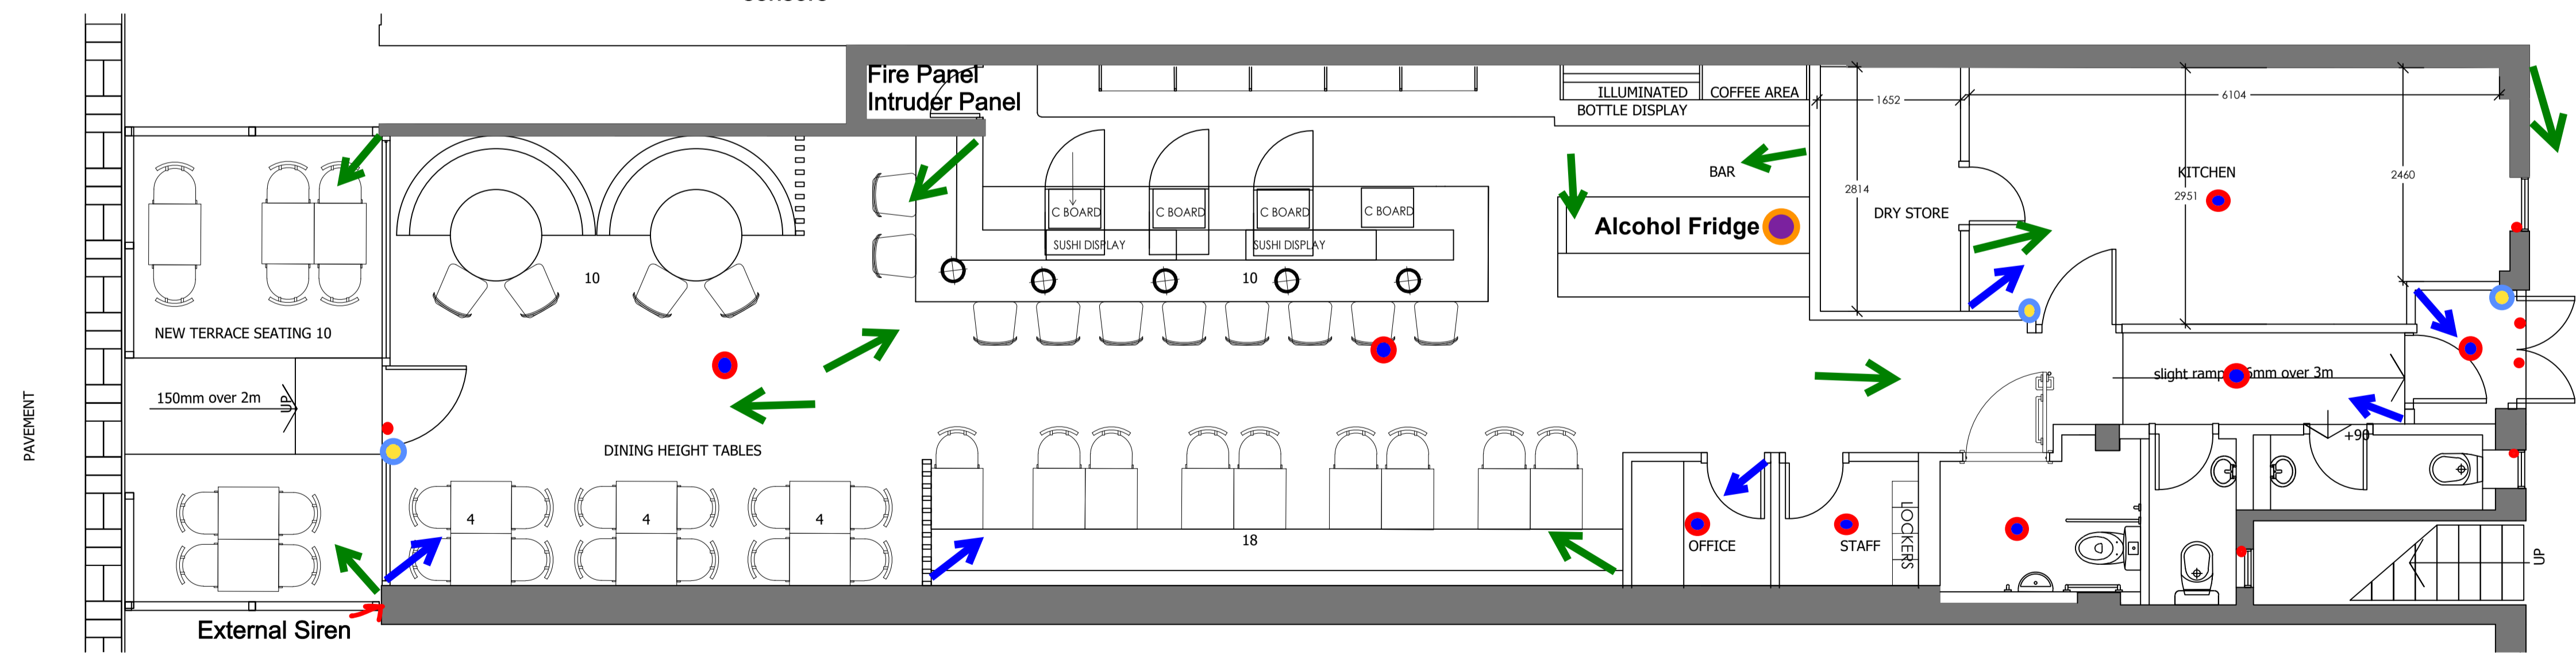 Fire Panel
Intruder Panel
ILLUMINATED
BOTTLE DISPLAY
COFFEE AREA
1652
6104
BAR
2814
KITCHEN
2951
2460
DRY STORE
C BOARD
C BOARD
C BOARD
C BOARD
SUSHI DISPLAY
SUSHI DISPLAY
Alcohol Fridge
10
10
NEW TERRACE SEATING 10
150mm over 2m
UP
PAVEMENT
DINING HEIGHT TABLES
slight ramp
6mm over 3m
+90
4
4
4
18
OFFICE
STAFF
LOCKERS
UP
External Siren